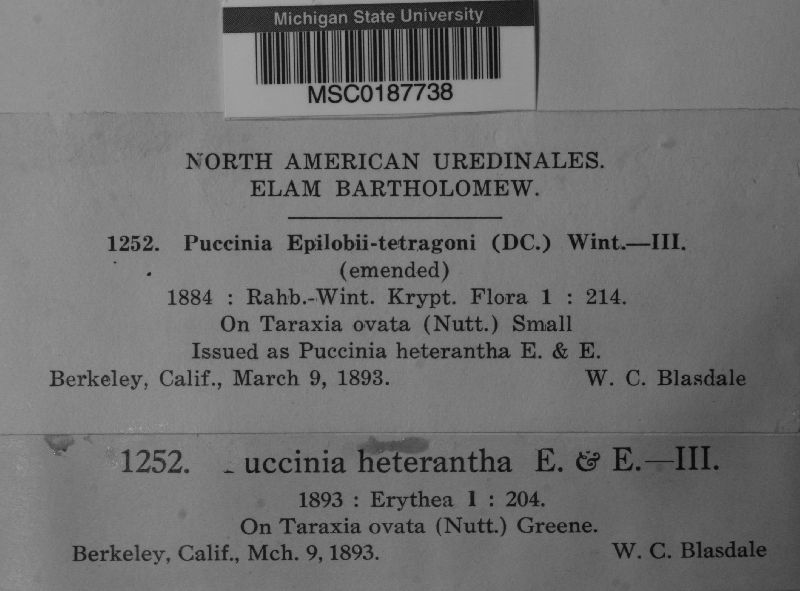 Michigan State University
MSC0187738
NORTH AMERICAN UREDINALES.
ELAM BARTHOLOMEW.
1252. Puccinia Epilobii-tetragoni (DC.) Wint.—III.
(emended)
1884 : Rahb.-Wint. Krypt. Flora 1 : 214.
On Taraxia ovata (Nutt.) Small
Issued as Puccinia heterantha E. & E.
Berkeley, Calif., March 9, 1893. W. C. Blasdale
1252. uccinia heterantha E. & E.—III.
1893 : Erythea 1 : 204.
On Taraxia ovata (Nutt.) Greene.
Berkeley, Calif., Mch. 9, 1893. W. C. Blasdale